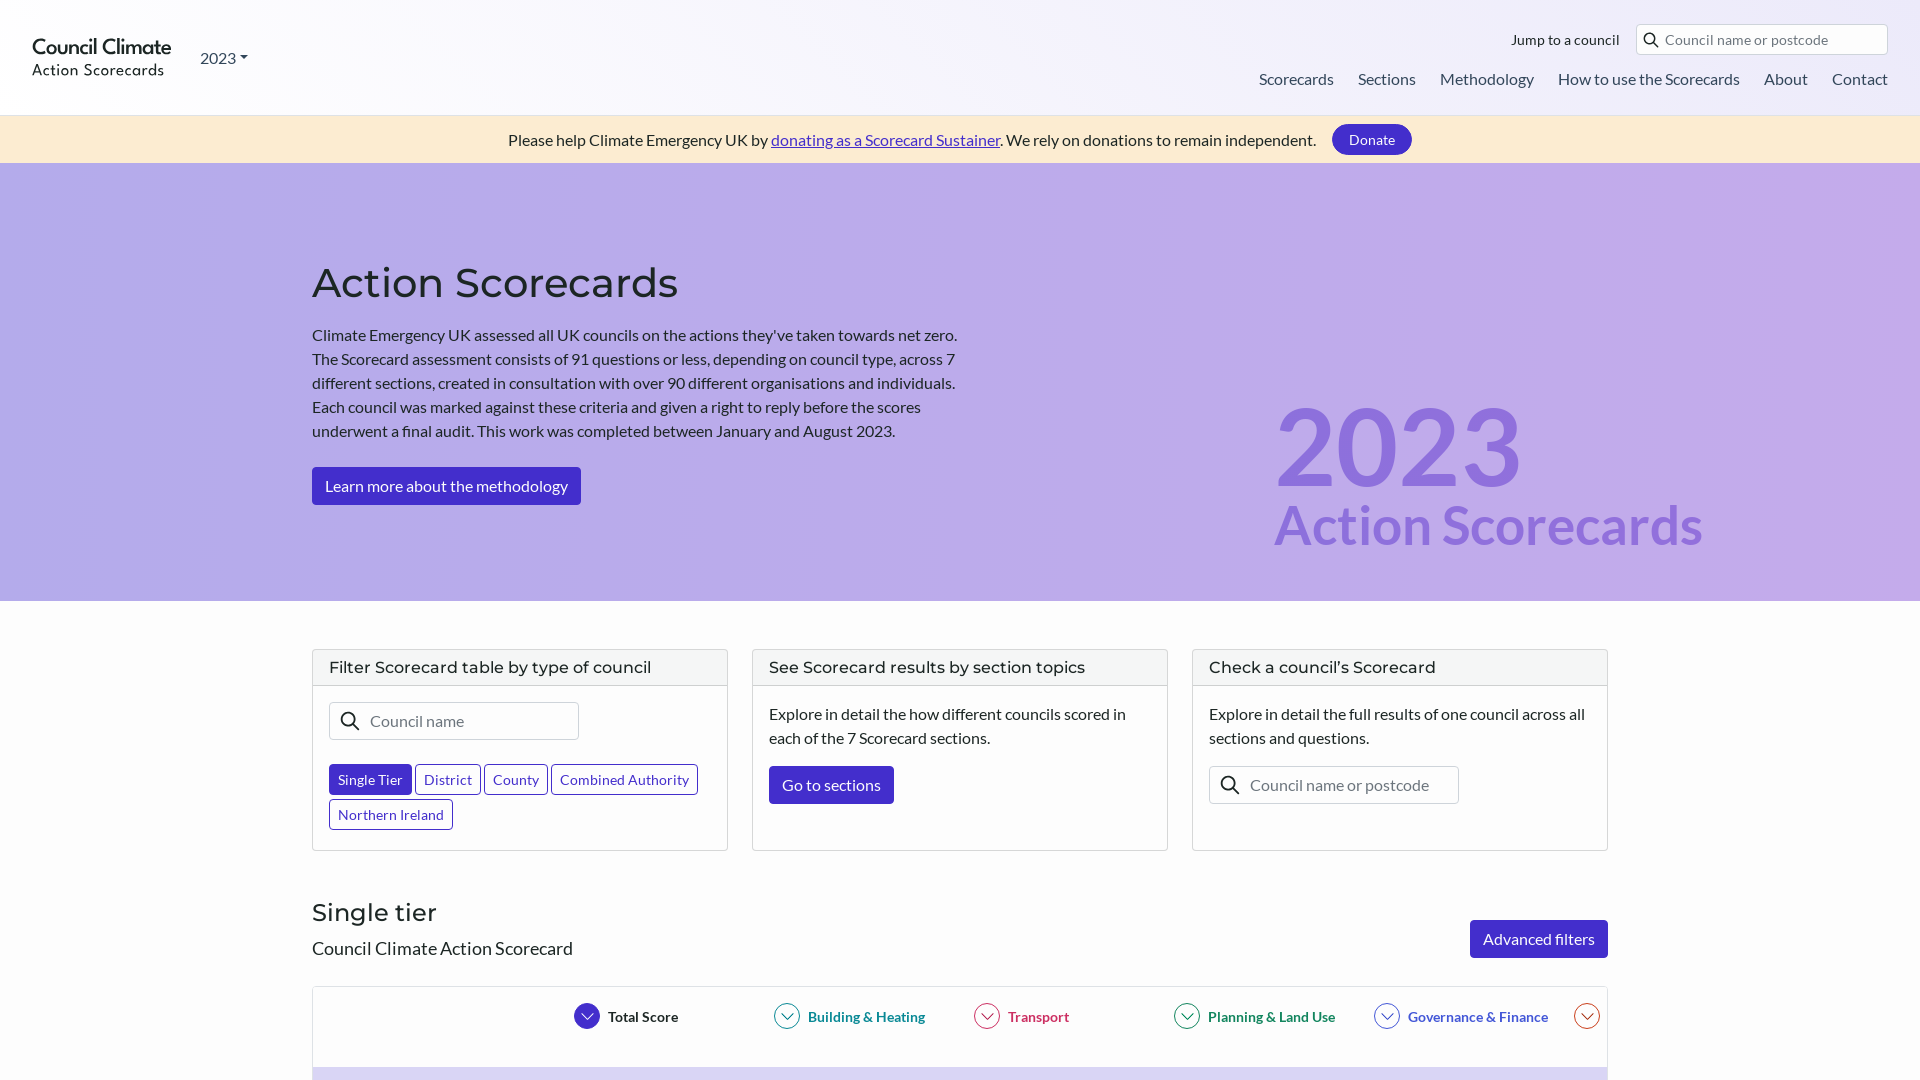 Council Climate
Action Scorecards
2023
Jump to a council
Council name or postcode
Scorecards
Sections
Methodology
How to use the Scorecards
About
Contact
Please help Climate Emergency UK by donating as a Scorecard Sustainer. We rely on donations to remain independent.
Donate
Action Scorecards
Climate Emergency UK assessed all UK councils on the actions they've taken towards net zero.
The Scorecard assessment consists of 91 questions or less, depending on council type, across 7
different sections, created in consultation with over 90 different organisations and individuals.
Each council was marked against these criteria and given a right to reply before the scores
underwent a final audit. This work was completed between January and August 2023.
Learn more about the methodology
2023
Action Scorecards
Filter Scorecard table by type of council
Council name
Single Tier
District
County
Combined Authority
Northern Ireland
See Scorecard results by section topics
Explore in detail the how different councils scored in
each of the 7 Scorecard sections.
Go to sections
Check a council’s Scorecard
Explore in detail the full results of one council across all
sections and questions.
Council name or postcode
Single tier
Council Climate Action Scorecard
Advanced filters
Total Score
Building & Heating
Transport
Planning & Land Use
Governance & Finance